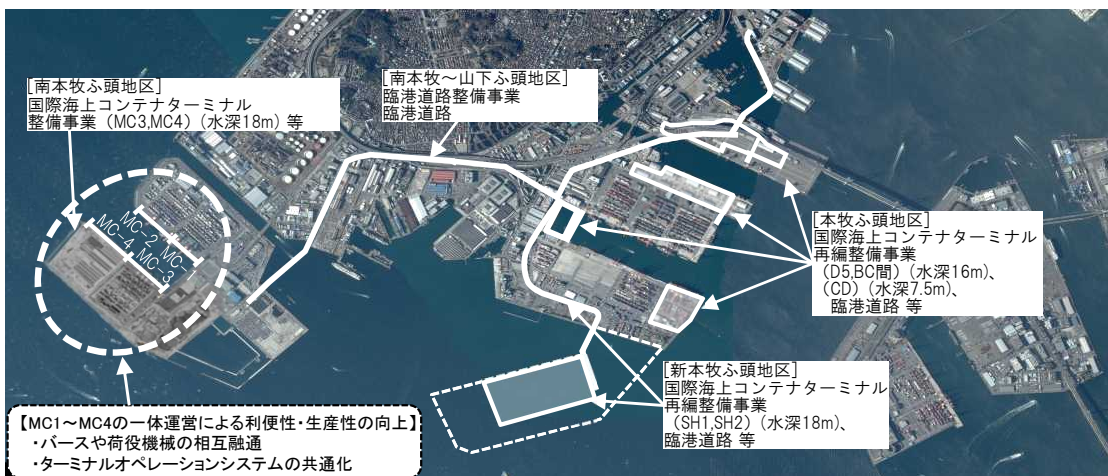 [南本牧ふ頭地区]
国際海上コンテナターミナル
整備事業（MC3,MC4）(水深18m) 等
[南本牧～山下ふ頭地区]
臨港道路整備事業
臨港道路
MC-2
MC-
MC-4
MC-3
[本牧ふ頭地区]
国際海上コンテナターミナル
再編整備事業
（D5,BC間）(水深16m)、
（CD）(水深7.5m)、
臨港道路 等
[新本牧ふ頭地区]
国際海上コンテナターミナル
再編整備事業
（SH1,SH2）(水深18m)、
臨港道路 等
【MC1～MC4の一体運営による利便性・生産性の向上】
・バースや荷役機械の相互融通
・ターミナルオペレーションシステムの共通化